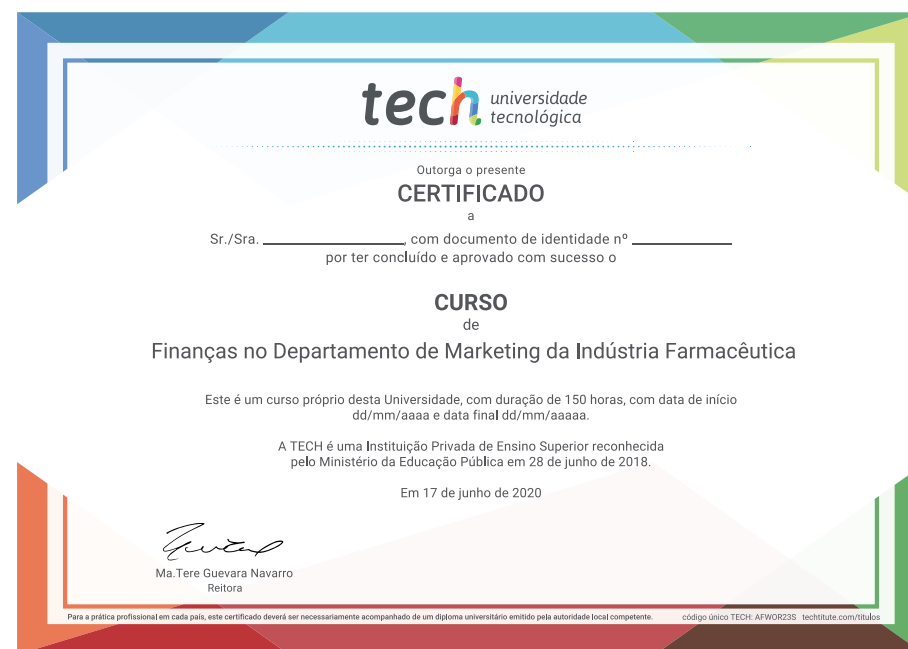 tech universidade
tecnológica
Outorga o presente
CERTIFICADO
a
Sr./Sra. ____________, com documento de identidade nº ____________
por ter concluído e aprovado com sucesso o
CURSO
de
Finanças no Departamento de Marketing da Indústria Farmacêutica
Este é um curso próprio desta Universidade, com duração de 150 horas, com data de início
dd/mm/aaaa e data final dd/mm/aaaaa.
A TECH é uma Instituição Privada de Ensino Superior reconhecida
pelo Ministério da Educação Pública em 28 de junho de 2018.
Em 17 de junho de 2020
Ma.Tere Guevara Navarro
Reitora
Para a prática profissional em cada país, este certificado deverá ser necessariamente acompanhado de um diploma universitário emitido pela autoridade local competente. código único TECH: AFWOR23S techtitute.com/titulos